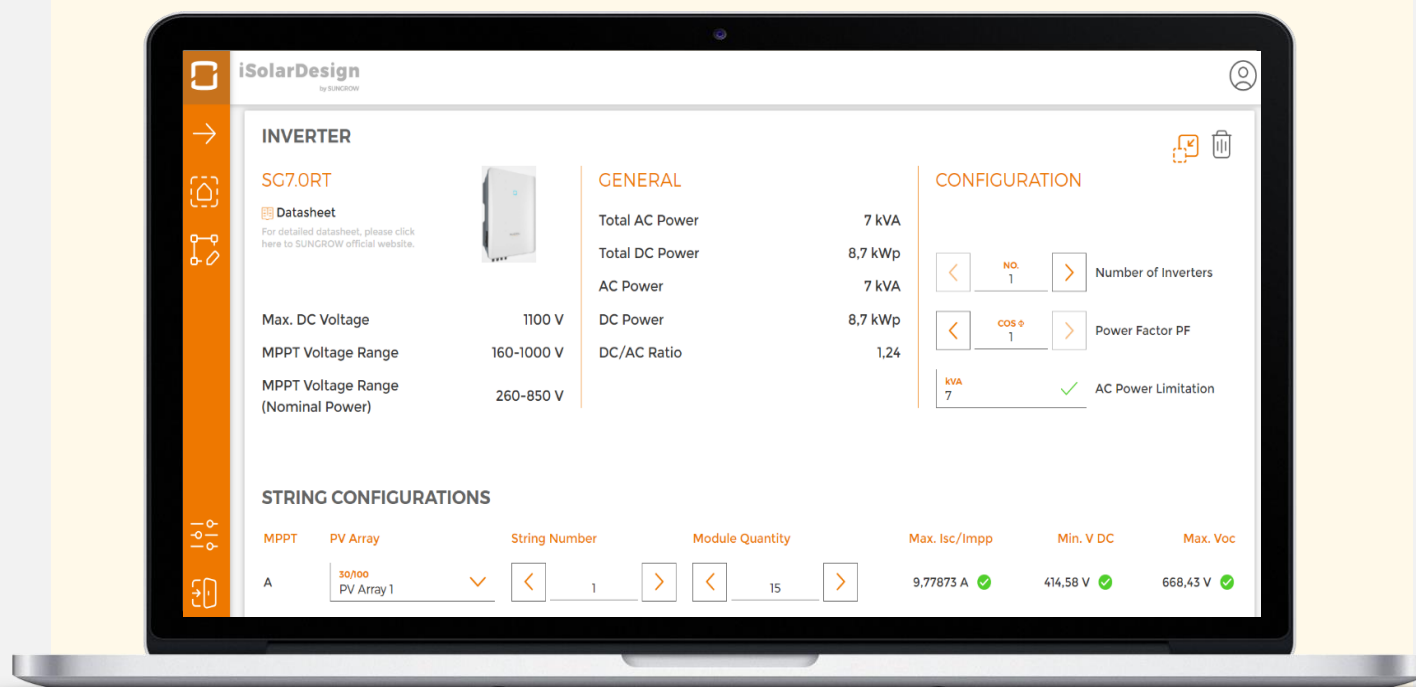 iSolarDesign
by SUNGROW
INVERTER
SG7.0RT
Datasheet
For detailed datasheet, please click
here to SUNGROW official website.
Max. DC Voltage 1100 V
MPPT Voltage Range 160-1000 V
MPPT Voltage Range
(Nominal Power) 260-850 V
GENERAL
Total AC Power 7 kVA
Total DC Power 8,7 kWp
AC Power 7 kVA
DC Power 8,7 kWp
DC/AC Ratio 1,24
CONFIGURATION
NO.
1 Number of Inverters
COS Φ
1 Power Factor PF
kVA
7 AC Power Limitation
STRING CONFIGURATIONS
MPPT PV Array String Number Module Quantity Max. Isc/Impp Min. V DC Max. Voc
30/100
A PV Array 1 1 15 9,77873 A 414,58 V 668,43 V